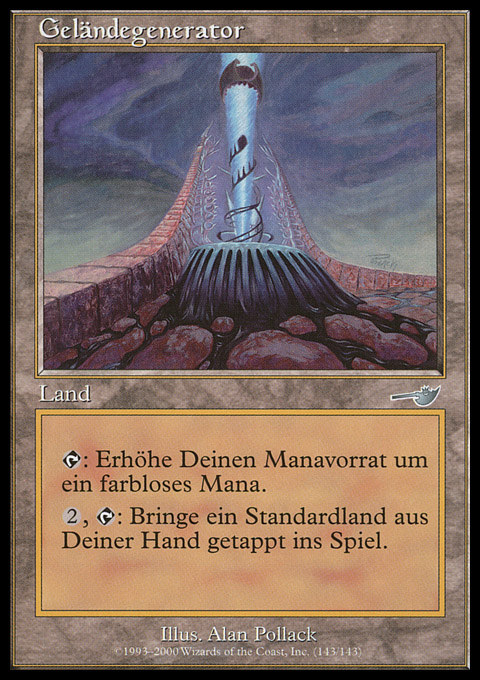 Geländegenerator
Land
: Erhöhe Deinen Manavorrat um
ein farbloses Mana.
2, : Bringe ein Standardland aus
Deiner Hand getappt ins Spiel.
Illus. Alan Pollack
©1993–2000 Wizards of the Coast, Inc. (143/143)